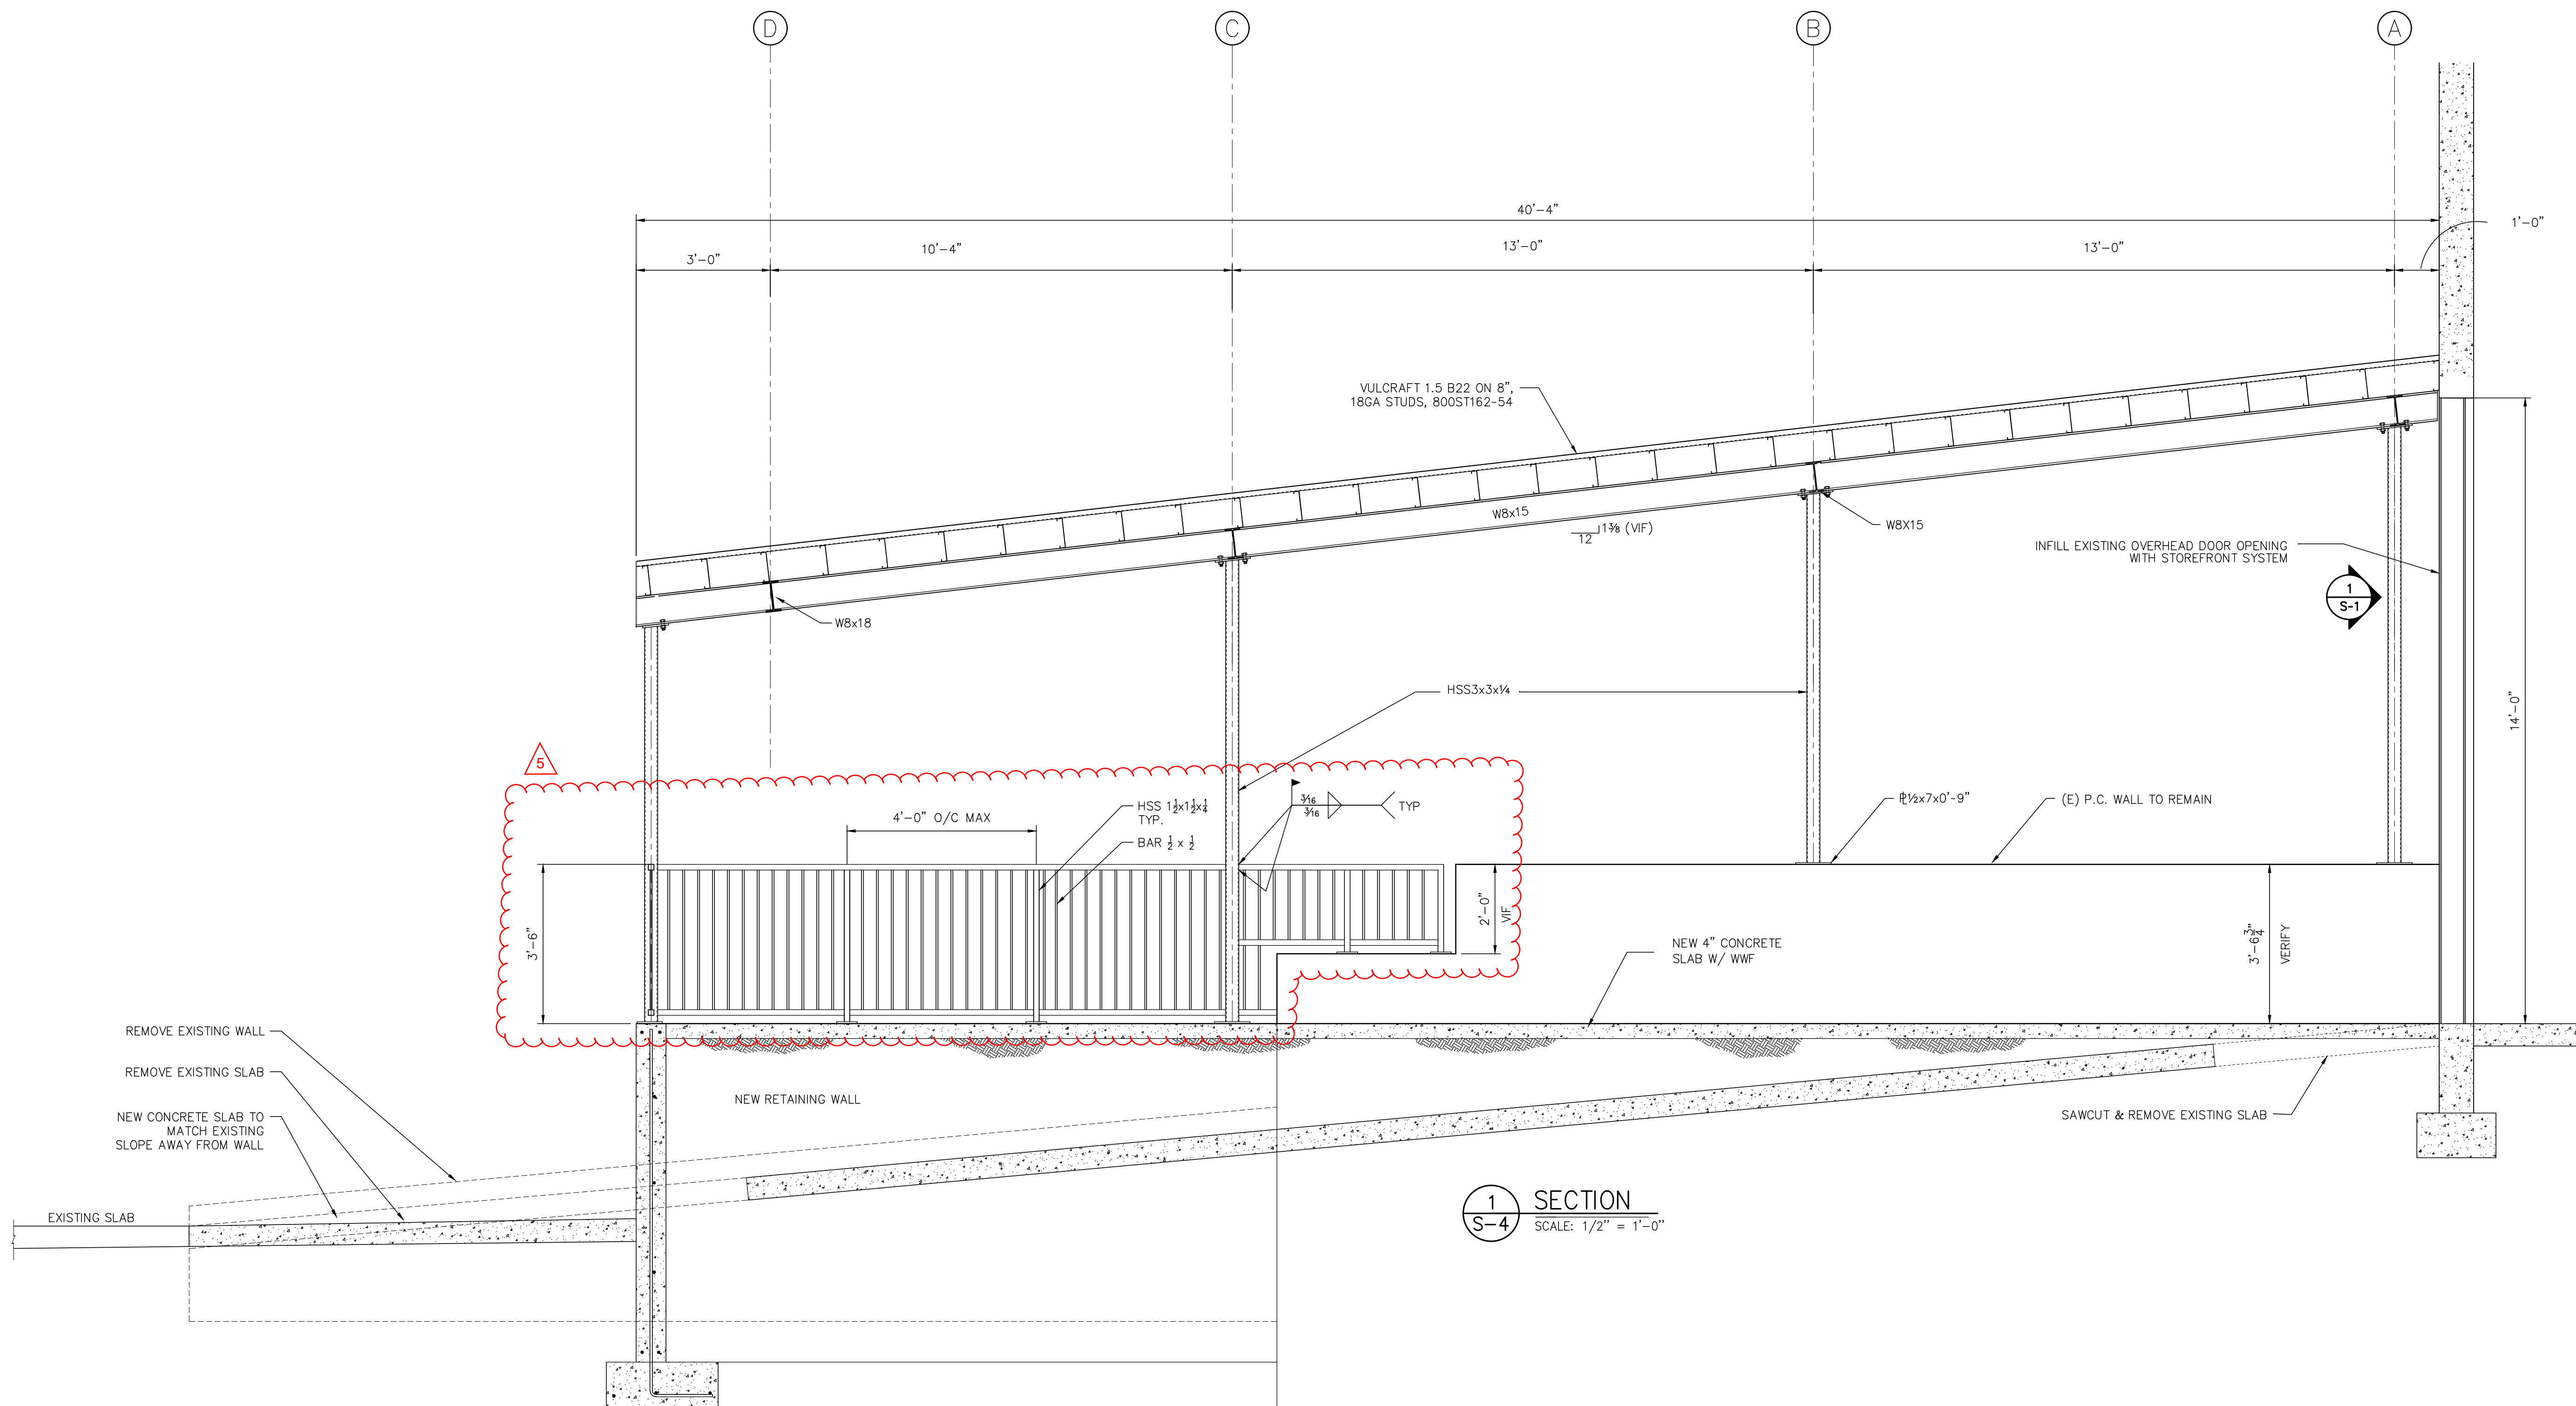 D
C
B
A
40'-4"
1'-0"
10'-4"
13'-0"
13'-0"
3'-0"
VULCRAFT 1.5 B22 ON 8",
18GA STUDS, 800ST162-54
W8x15
1⅜ (VIF)
12
W8X15
INFILL EXISTING OVERHEAD DOOR OPENING
WITH STOREFRONT SYSTEM
1
S-1
W8x18
HSS3x3x¼
14'-0"
5
HSS 1½x1½x¼
TYP.
BAR ½ x ½
4'-0" O/C MAX
3/16
3/16
TYP
℄½x7x0'-9"
(E) P.C. WALL TO REMAIN
3'-6"
2'-0"
VIF
3'-6¾"
VERIFY
NEW 4" CONCRETE
SLAB W/ WWF
REMOVE EXISTING WALL
REMOVE EXISTING SLAB
NEW CONCRETE SLAB TO
MATCH EXISTING
SLOPE AWAY FROM WALL
NEW RETAINING WALL
SAWCUT & REMOVE EXISTING SLAB
EXISTING SLAB
1
S-4
SECTION
SCALE: 1/2" = 1'-0"